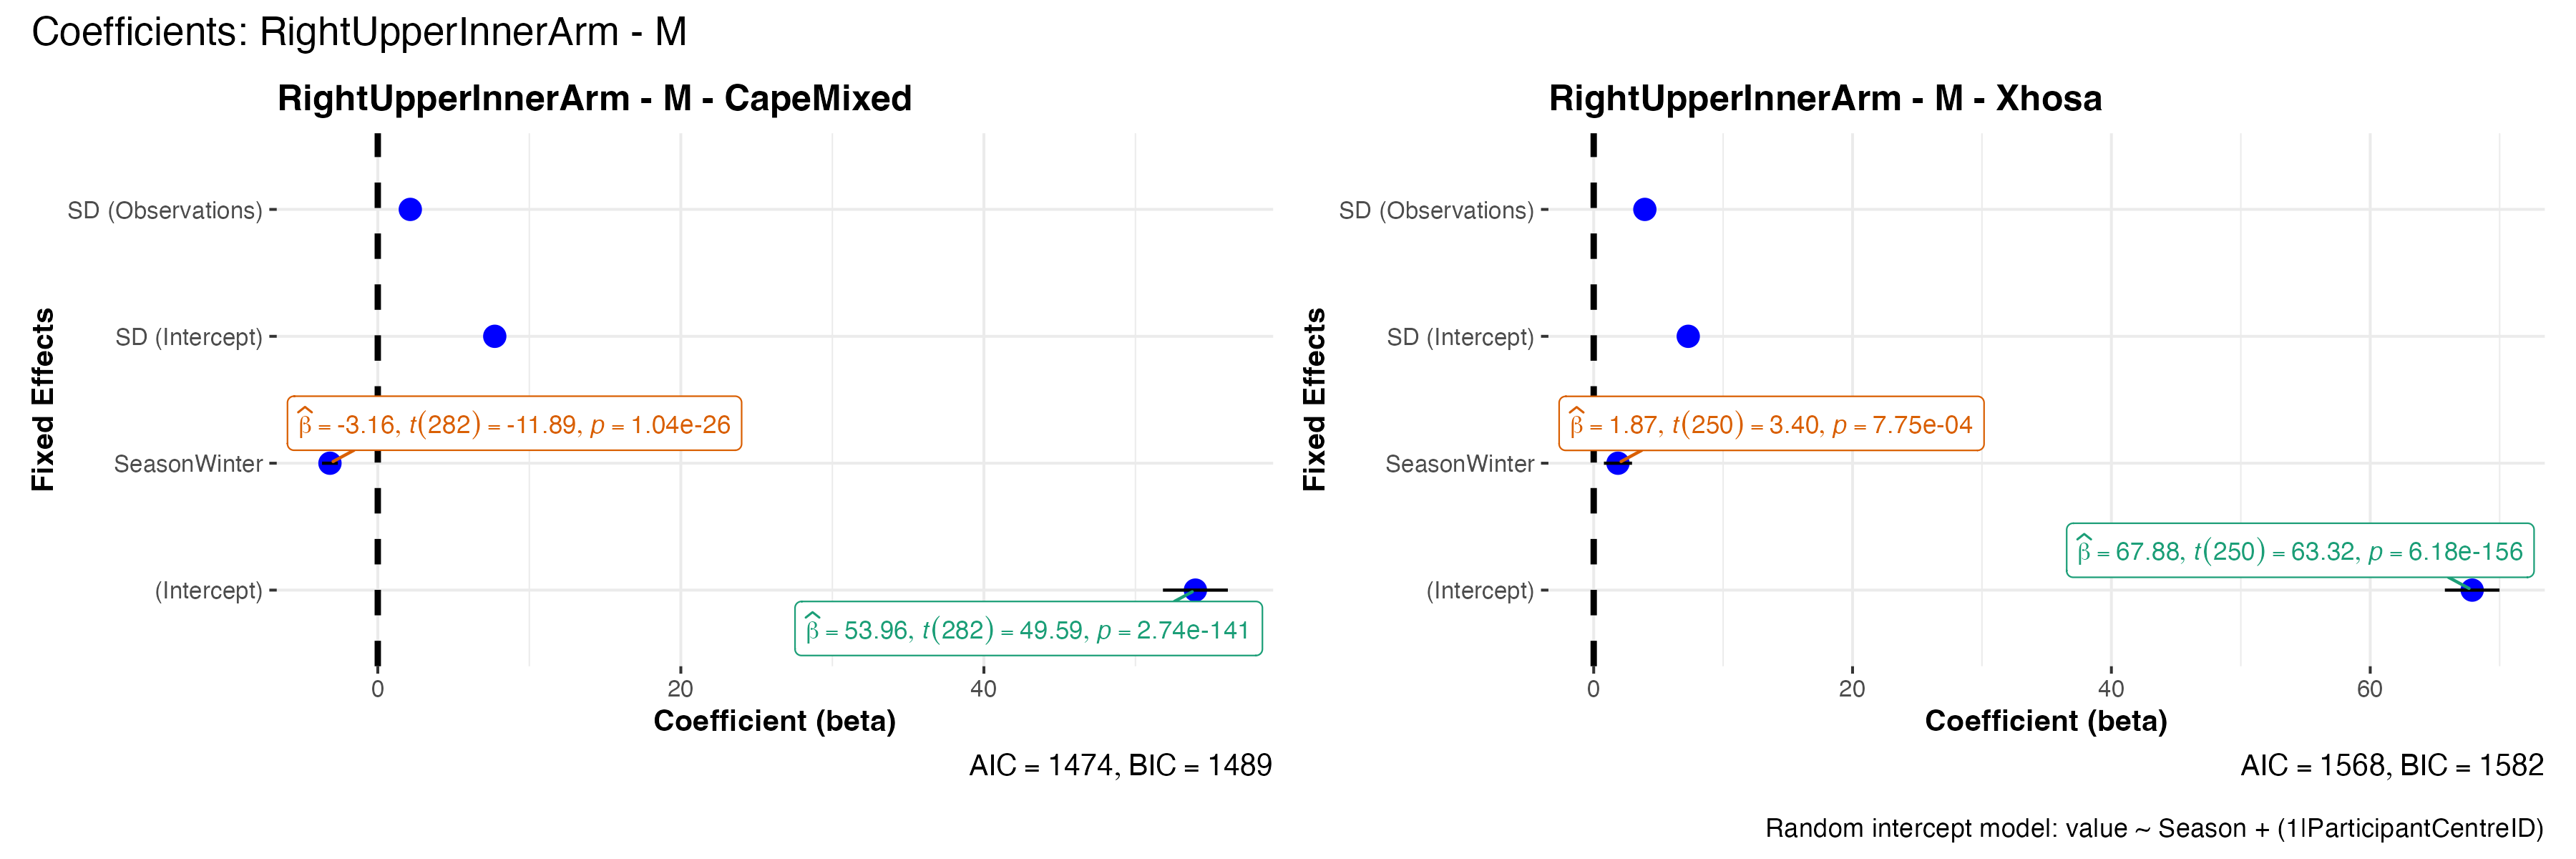 Coefficients: RightUpperInnerArm - M
RightUpperInnerArm - M - CapeMixed
Fixed Effects
SD (Observations)
SD (Intercept)
SeasonWinter
(Intercept)
β̂ = -3.16, t(282) = -11.89, p = 1.04e-26
β̂ = 53.96, t(282) = 49.59, p = 2.74e-141
0 20 40
Coefficient (beta)
AIC = 1474, BIC = 1489
RightUpperInnerArm - M - Xhosa
Fixed Effects
SD (Observations)
SD (Intercept)
SeasonWinter
(Intercept)
β̂ = 1.87, t(250) = 3.40, p = 7.75e-04
β̂ = 67.88, t(250) = 63.32, p = 6.18e-156
0 20 40 60
Coefficient (beta)
AIC = 1568, BIC = 1582
Random intercept model: value ~ Season + (1|ParticipantCentreID)